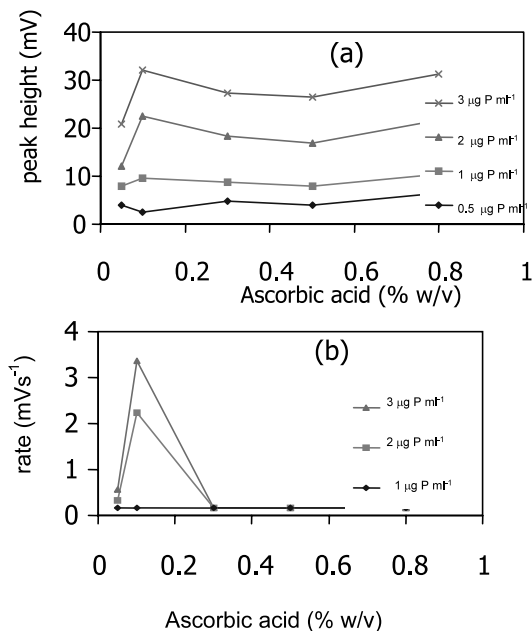 (a)
peak height (mV)
40
30
20
10
0
3 μg P ml-1
2 μg P ml-1
1 μg P ml-1
0.5 μg P ml-1
0 0.2 0.4 0.6 0.8 1
Ascorbic acid (% w/v)
(b)
rate (mVs-1)
4
3
2
1
0
3 μg P ml-1
2 μg P ml-1
1 μg P ml-1
0 0.2 0.4 0.6 0.8 1
Ascorbic acid (% w/v)